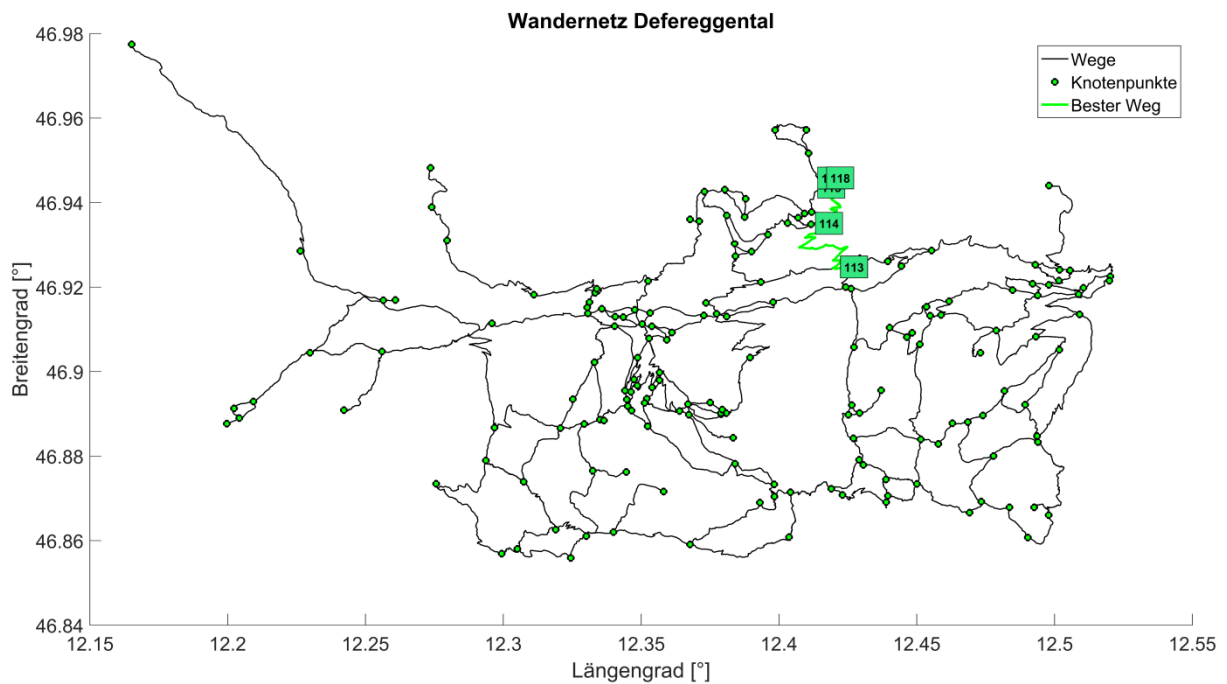 Wandernetz Defereggental
46.98
46.96
46.94
46.92
46.9
46.88
46.86
46.84
Breitengrad [°]
Wege
Knotenpunkte
Bester Weg
118
114
113
12.15 12.2 12.25 12.3 12.35 12.4 12.45 12.5 12.55
Längengrad [°]